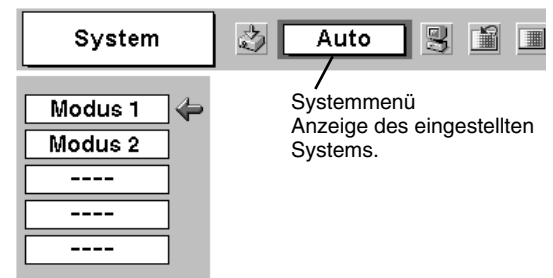 System
Auto
Modus 1
Modus 2
----
----
----
Systemmenü
Anzeige des eingestellten
Systems.